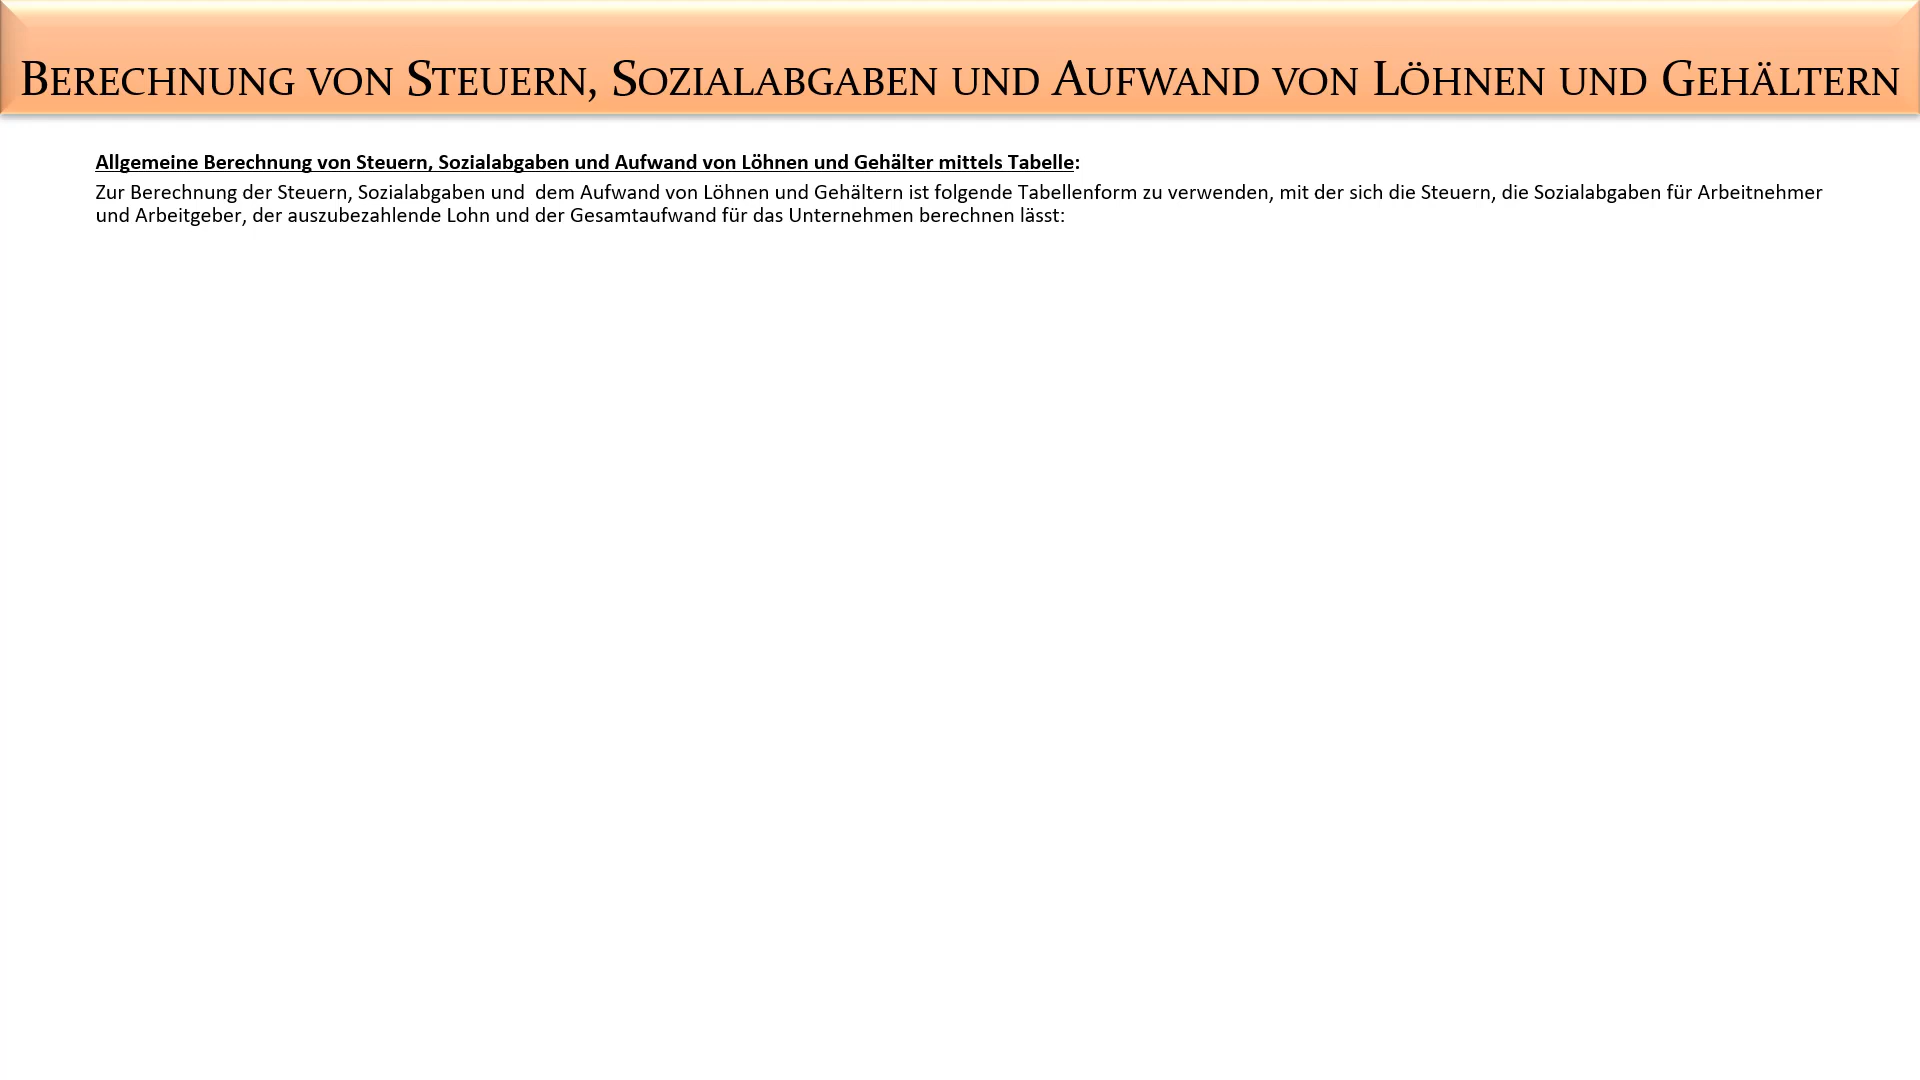 Berechnung von Steuern, Sozialabgaben und Aufwand von Löhnen und Gehältern
Allgemeine Berechnung von Steuern, Sozialabgaben und Aufwand von Löhnen und Gehälter mittels Tabelle:
Zur Berechnung der Steuern, Sozialabgaben und  dem Aufwand von Löhnen und Gehältern ist folgende Tabellenform zu verwenden, mit der sich die Steuern, die Sozialabgaben für Arbeitnehmer
und Arbeitgeber, der auszubezahlende Lohn und der Gesamtaufwand für das Unternehmen berechnen lässt: